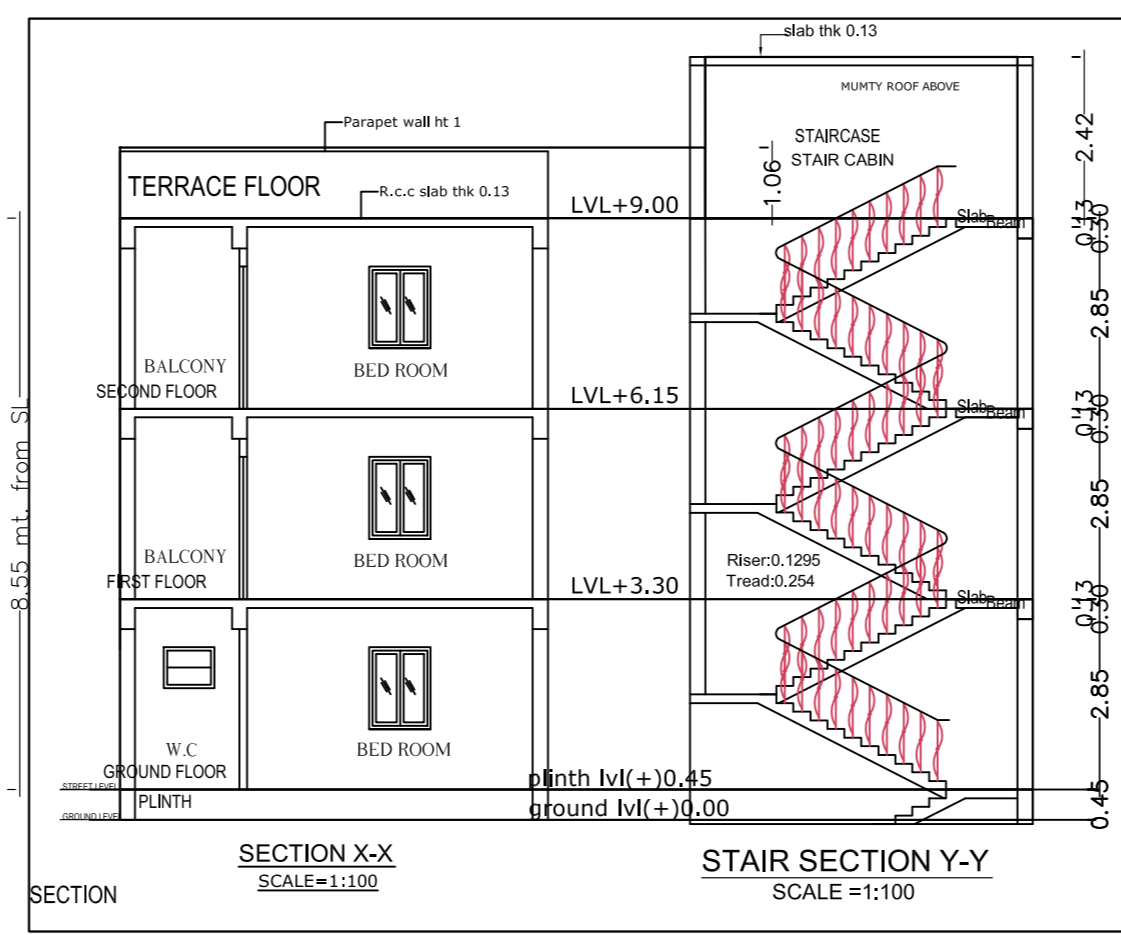 slab thk 0.13
MUMTY ROOF ABOVE
Parapet wall ht 1
STAIRCASE
STAIR CABIN
2.42
1.06
TERRACE FLOOR
R.c.c slab thk 0.13
LVL+9.00
Slab
Beam
0.13
0.30
2.85
BALCONY
BED ROOM
SECOND FLOOR
LVL+6.15
Slab
Beam
0.13
0.30
8.55 mt. from SL
2.85
BALCONY
BED ROOM
FIRST FLOOR
Riser:0.1295
Tread:0.254
LVL+3.30
Slab
Beam
0.13
0.30
2.85
W.C
BED ROOM
GROUND FLOOR
plinth lvl(+)0.45
STREET LEVEL
PLINTH
ground lvl(+)0.00
0.45
GROUND LEVEL
SECTION X-X
SCALE=1:100
STAIR SECTION Y-Y
SCALE =1:100
SECTION